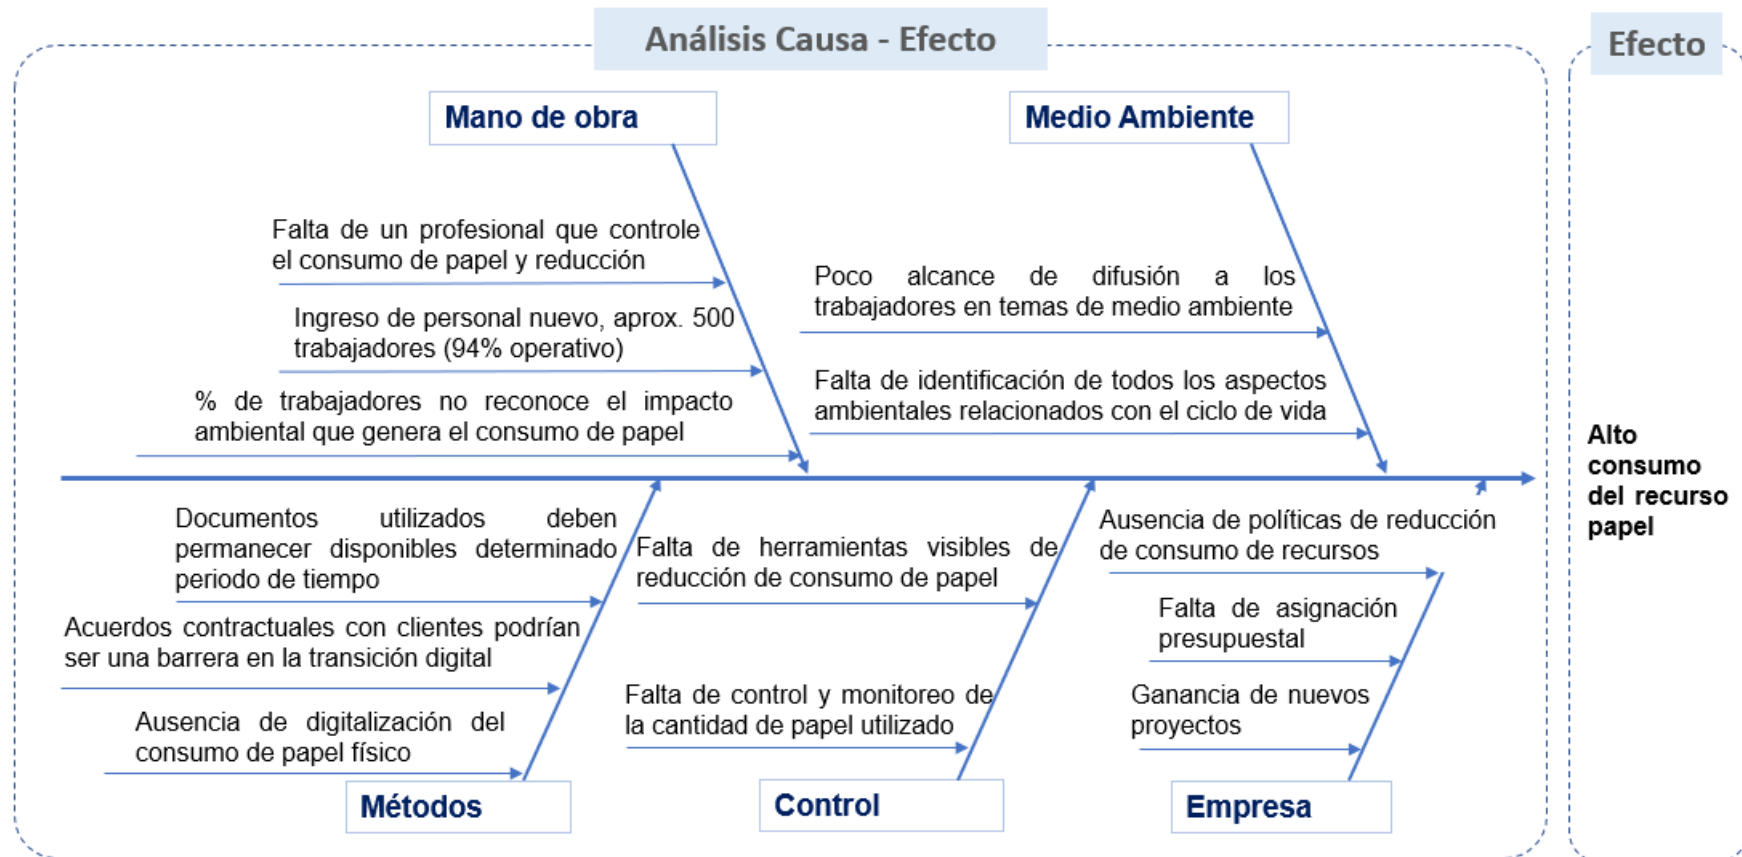 Análisis Causa - Efecto
Efecto
Mano de obra
Medio Ambiente
Falta de un profesional que controle
el consumo de papel y reducción
Ingreso de personal nuevo, aprox. 500
trabajadores (94% operativo)
% de trabajadores no reconoce el impacto
ambiental que genera el consumo de papel
Poco alcance de difusión a los
trabajadores en temas de medio ambiente
Falta de identificación de todos los aspectos
ambientales relacionados con el ciclo de vida
Alto
consumo
del recurso
papel
Documentos utilizados deben
permanecer disponibles determinado
periodo de tiempo
Acuerdos contractuales con clientes podrían
ser una barrera en la transición digital
Ausencia de digitalización del
consumo de papel físico
Falta de herramientas visibles de
reducción de consumo de papel
Falta de control y monitoreo de
la cantidad de papel utilizado
Ausencia de políticas de reducción
de consumo de recursos
Falta de asignación
presupuestal
Ganancia de nuevos
proyectos
Métodos
Control
Empresa